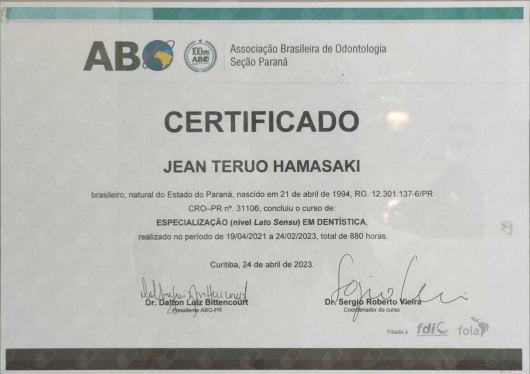 ABO
100 anos
ABO
Associação Brasileira de Odontologia
Seção Paraná
CERTIFICADO
JEAN TERUO HAMASAKI
brasileiro, natural do Estado do Paraná, nascido em 21 de abril de 1994, RG. 12.301.137-6/PR
CRO–PR nº. 31106, concluiu o curso de:
ESPECIALIZAÇÃO (nível Lato Sensu) EM DENTÍSTICA,
realizado no período de 19/04/2021 a 24/02/2023, total de 880 horas.
Curitiba, 24 de abril de 2023.
Dr. Dalton Luiz Bittencourt
Presidente ABO-PR
Dr. Sergio Roberto Vieira
Coordenador do curso
Filiada à
fdi
fola